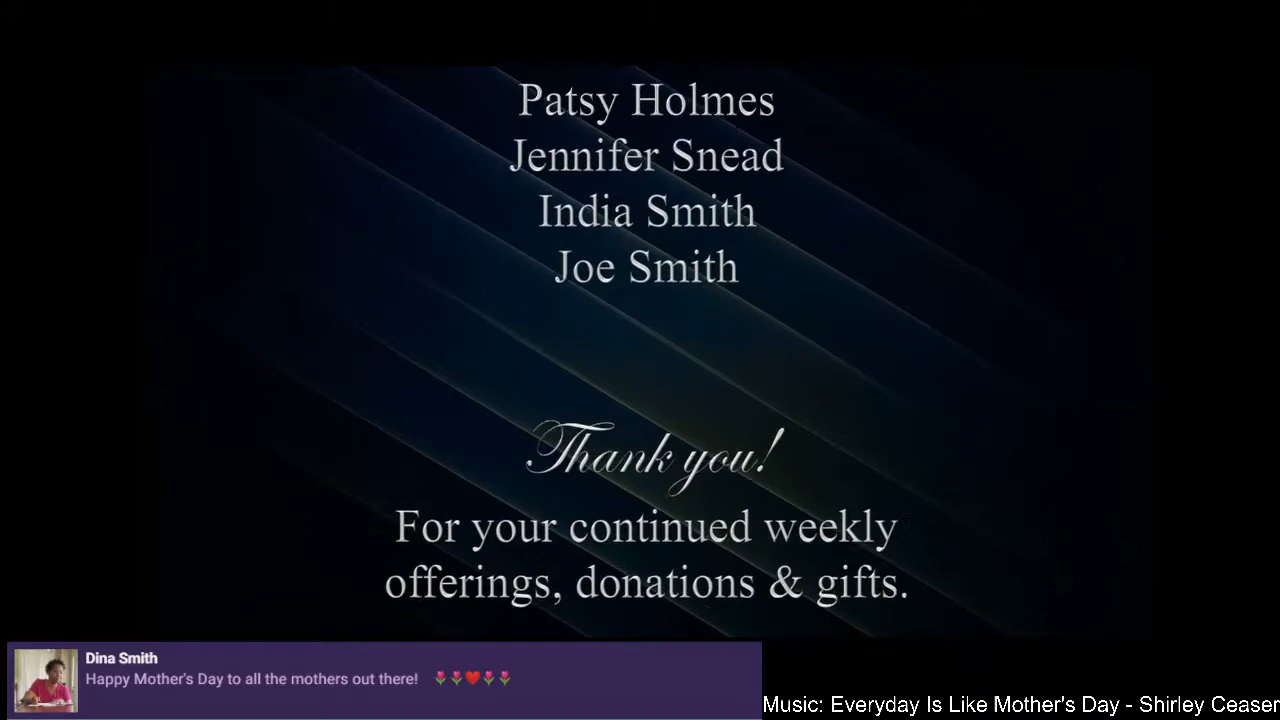 Patsy Holmes
Jennifer Snead
India Smith
Joe Smith
Thank you!
For your continued weekly
offerings, donations & gifts.
Dina Smith
Happy Mother's Day to all the mothers out there! 🌷🌷❤️🌷🌷
Music: Everyday Is Like Mother's Day - Shirley Ceaser